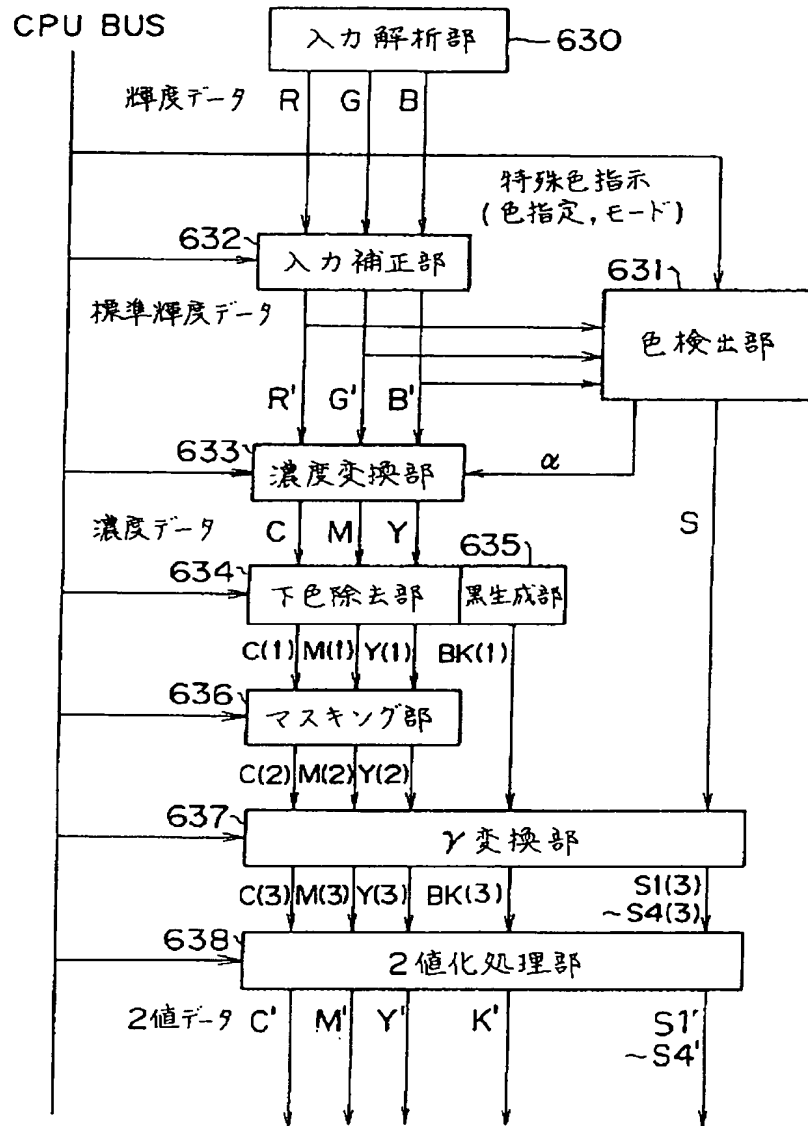 CPU BUS
入力解析部
630
輝度データ
R G B
特殊色指示
(色指定,モード)
632
入力補正部
631
標準輝度データ
色検出部
R' G' B'
633
濃度変換部
α
濃度データ
C M Y
S
635
634
下色除去部
黒生成部
C(1) M(1) Y(1) BK(1)
636
マスキング部
C(2) M(2) Y(2)
637
γ変換部
C(3) M(3) Y(3) BK(3)
S1(3)
~S4(3)
638
2値化処理部
2値データ
C' M' Y' K'
S1'
~S4'